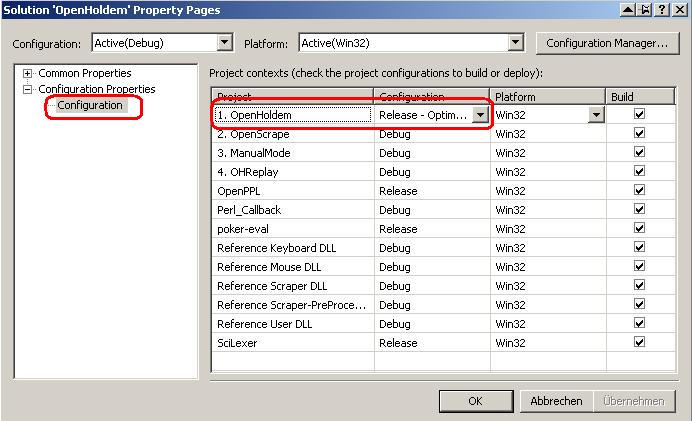 Solution 'OpenHoldem' Property Pages
Configuration: Active(Debug) Platform: Active(Win32) Configuration Manager...
Common Properties
Configuration Properties
Configuration
Project contexts (check the project configurations to build or deploy):
Project Configuration Platform Build
1. OpenHoldem Release - Optim... Win32
2. OpenScrape Debug Win32
3. ManualMode Debug Win32
4. OHReplay Debug Win32
OpenPPL Release Win32
Perl_Callback Debug Win32
poker-eval Release Win32
Reference Keyboard DLL Debug Win32
Reference Mouse DLL Debug Win32
Reference Scraper DLL Debug Win32
Reference Scraper-PreProce... Debug Win32
Reference User DLL Debug Win32
SciLexer Release Win32
OK Abbrechen Übernehmen